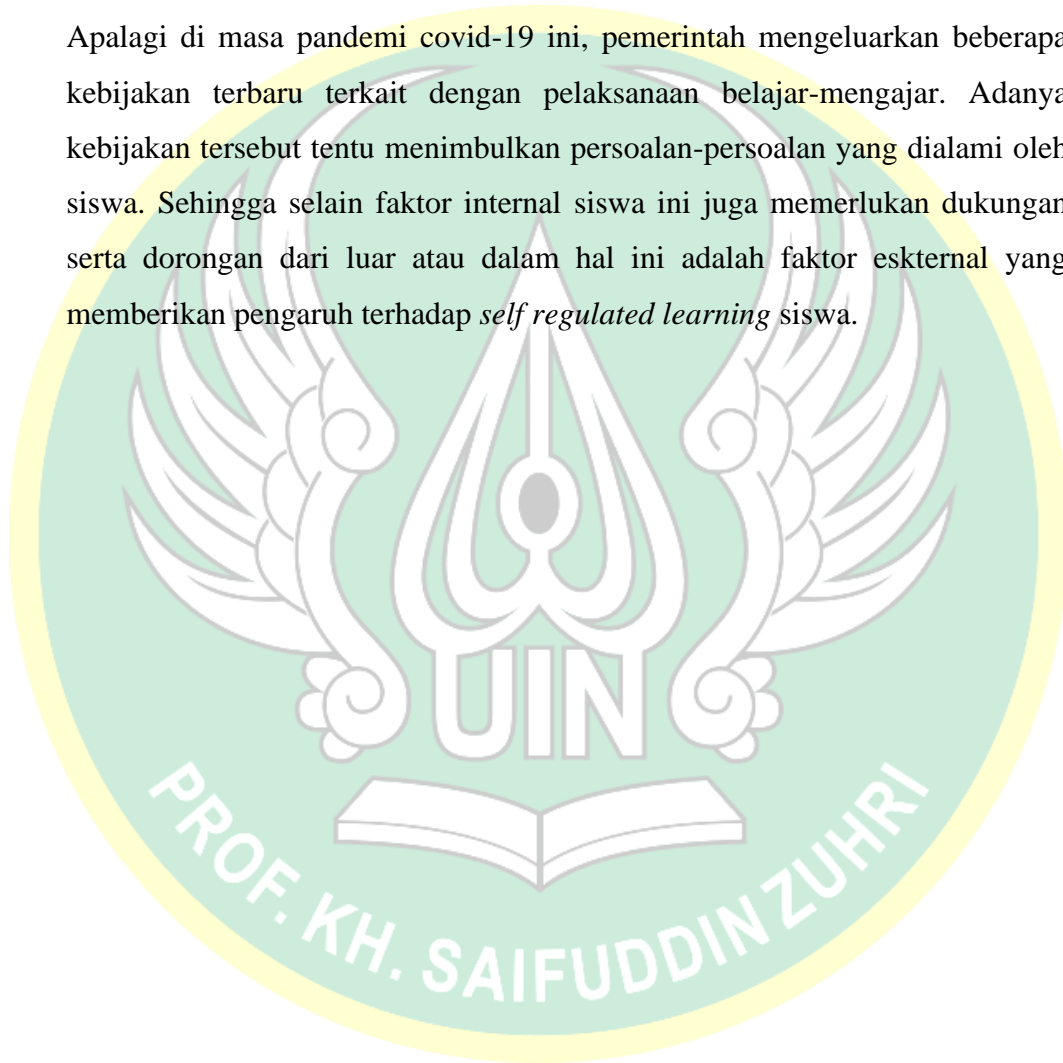 Apalagi di masa pandemi covid-19 ini, pemerintah mengeluarkan beberapa
kebijakan terbaru terkait dengan pelaksanaan belajar-mengajar. Adanya
kebijakan tersebut tentu menimbulkan persoalan-persoalan yang dialami oleh
siswa. Sehingga selain faktor internal siswa ini juga memerlukan dukungan
serta dorongan dari luar atau dalam hal ini adalah faktor eskternal yang
memberikan pengaruh terhadap self regulated learning siswa.
UIN
PROF. KH. SAIFUDDIN ZUHRI